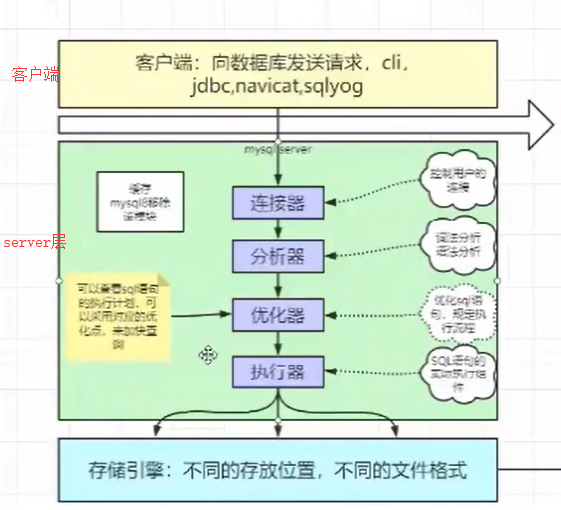 客户端:向数据库发送请求,cli,
jdbc,navicat,sqlyog
客户端
mysql server
缓存
mysql8移除
该模块
连接器
控制用户的
连接
server层
分析器
词法分析
语法分析
可以查看sql语句
的执行计划,可
以采用对应的优
化点,来加快查
询
优化器
优化sql语
句,规定执
行流程
执行器
SQL语句的
实际执行组
件
存储引擎:不同的存放位置,不同的文件格式